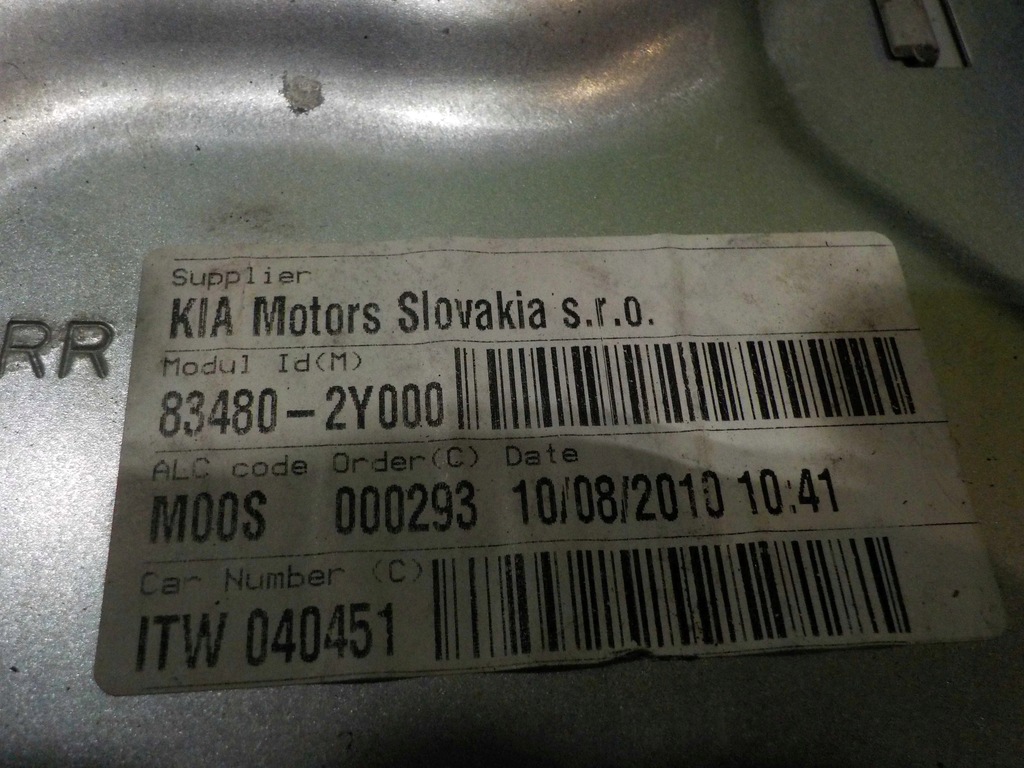 Supplier
KIA Motors Slovakia s.r.o.
RR
Modul Id(M)
83480-2Y000
ALC code Order(C) Date
M00S 000293 10/08/2010 10:41
Car Number (C)
ITW 040451